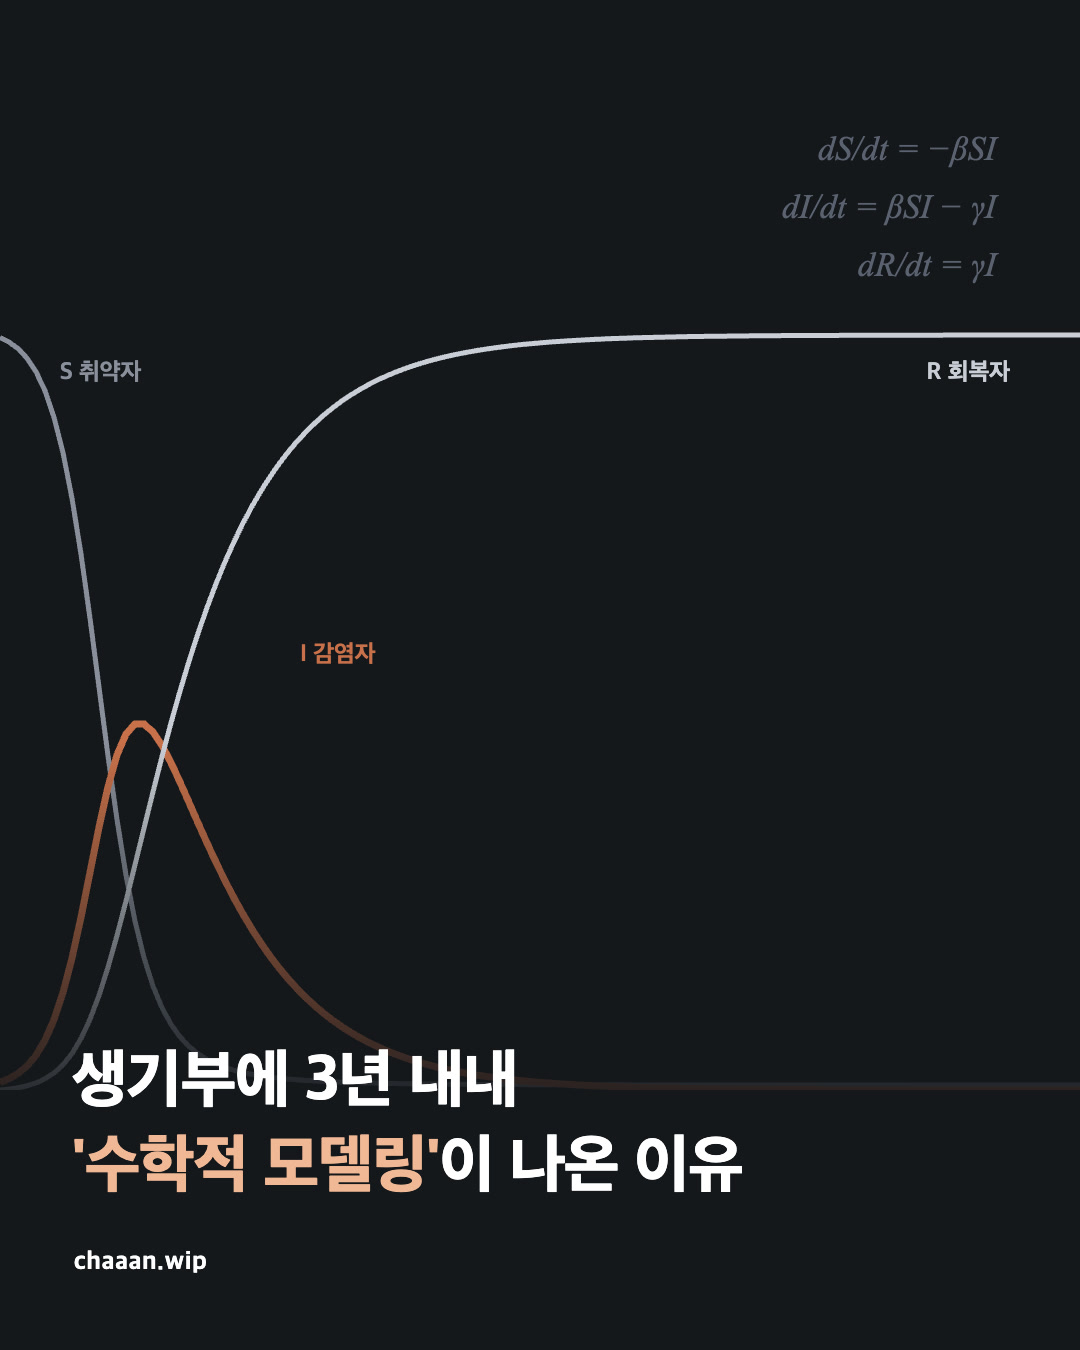 dS/dt = −βSI
dI/dt = βSI − γI
dR/dt = γI
S 취약자
R 회복자
I 감염자
생기부에 3년 내내
'수학적 모델링'이 나온 이유
chaaan.wip